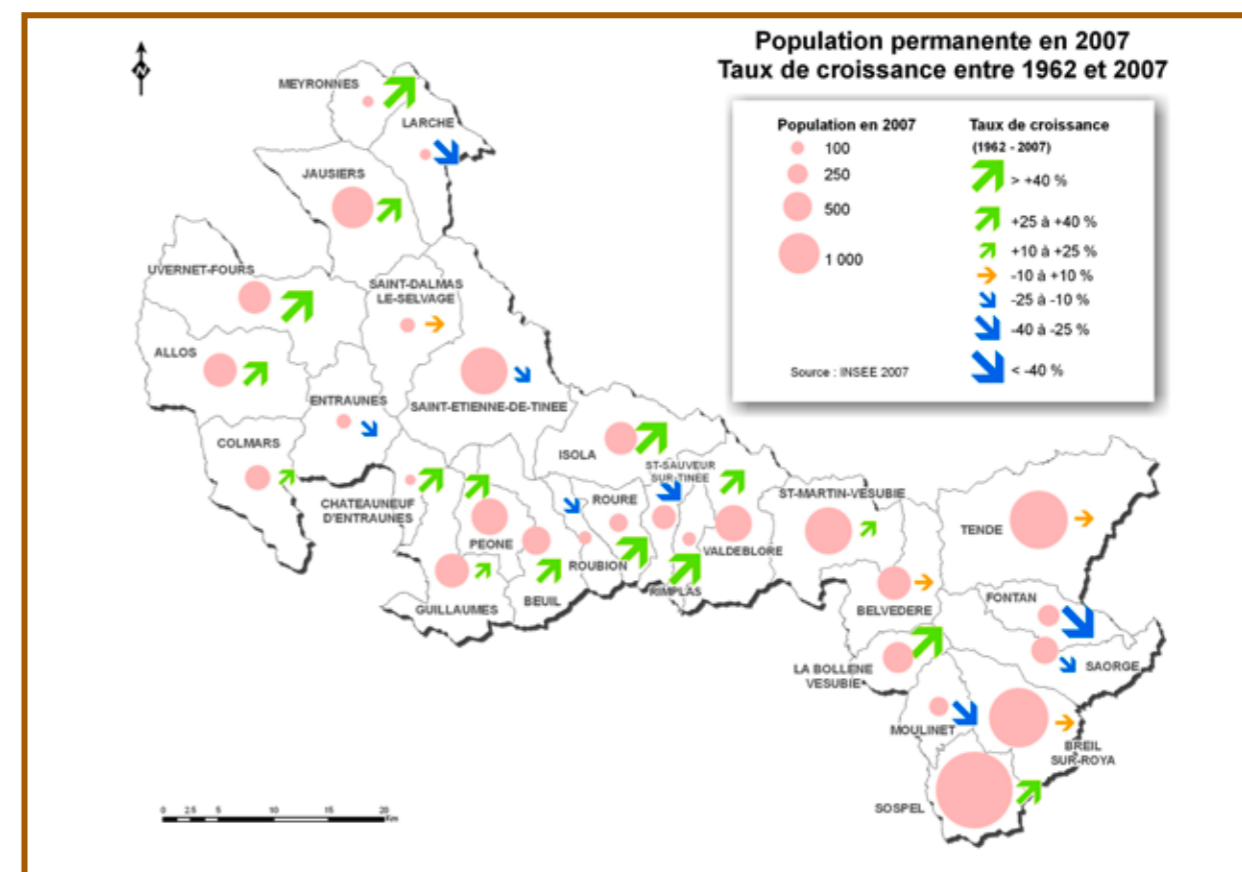 Population permanente en 2007
Taux de croissance entre 1962 et 2007
N
Population en 2007
100
250
500
1 000
Source : INSEE 2007
Taux de croissance
(1962 - 2007)
> +40 %
+25 à +40 %
+10 à +25 %
-10 à +10 %
-25 à -10 %
-40 à -25 %
< -40 %
MEYRONNES
LARCHE
JAUSIERS
UVERNET-FOURS
SAINT-DALMAS
LE-SELVAGE
ALLOS
ENTRAUNES
SAINT-ETIENNE-DE-TINEE
COLMARS
ISOLA
ST-SAUVEUR
SUR-TINEE
CHATEAUNEUF
D'ENTRAUNES
ROURE
ST-MARTIN-VESUBIE
PEONE
TENDE
VALDEBLORE
ROUBION
RIMPLAS
BEUIL
GUILLAUMES
BELVEDERE
FONTAN
SAORGE
LA BOLLENE
VESUBIE
MOULINET
BREIL
SUR-ROYA
SOSPEL
0 2.5 5 10 15 20
Km